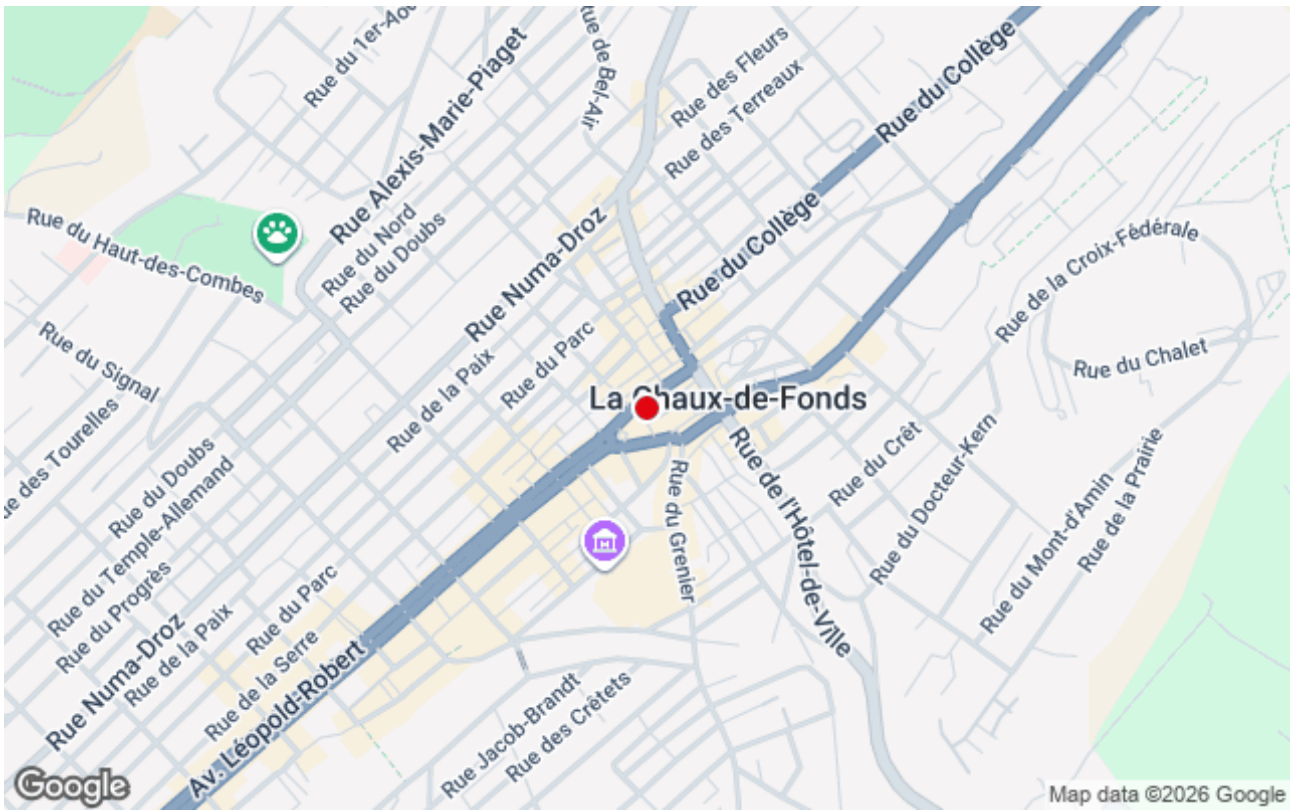 Rue du 1er-Aoû
Rue Alexis-Marie-Piaget
Rue de Bel-Air
Rue des Fleurs
Rue des Terreaux
Rue du Collège
Rue du Haut-des-Combes
Rue du Nord
Rue du Doubs
Rue Numa-Droz
Rue du Collège
Rue de la Croix-Fédérale
Rue du Signal
Rue de la Paix
Rue du Parc
Rue du Chalet
La Chaux-de-Fonds
ue des Tourelles
Rue du Doubs
Rue du Temple-Allemand
Rue du Progrès
Rue du Crêt
Rue du Docteur-Kern
Rue de l'Hôtel-de-Ville
Rue du Grenier
Rue du Mont-d'Amin
Rue de la Prairie
M
Rue Numa-Droz
Rue de la Paix
Rue du Parc
Rue de la Serre
Av. Léopold-Robert
Rue Jacob-Brandt
Rue des Crêtets
Google
Map data ©2026 Google